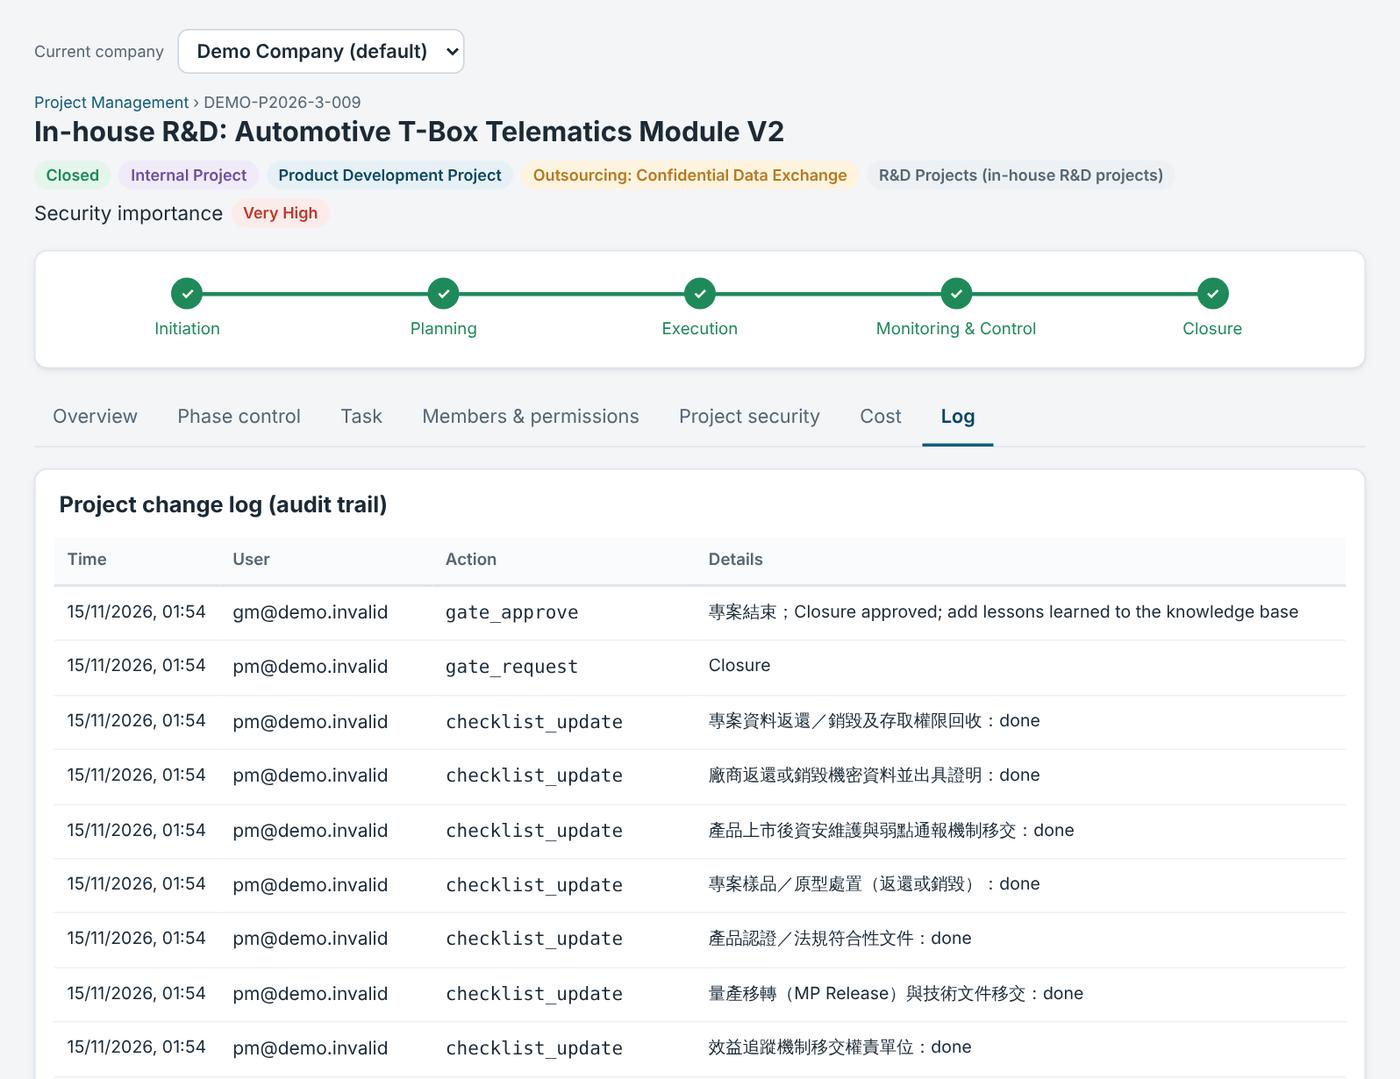 Current company Demo Company (default)
Project Management › DEMO-P2026-3-009
In-house R&D: Automotive T-Box Telematics Module V2
Closed Internal Project Product Development Project Outsourcing: Confidential Data Exchange R&D Projects (in-house R&D projects)
Security importance Very High
Initiation Planning Execution Monitoring & Control Closure
Overview Phase control Task Members & permissions Project security Cost Log
Project change log (audit trail)
Time User Action Details
15/11/2026, 01:54 gm@demo.invalid gate_approve 專案結束；Closure approved; add lessons learned to the knowledge base
15/11/2026, 01:54 pm@demo.invalid gate_request Closure
15/11/2026, 01:54 pm@demo.invalid checklist_update 專案資料返還／銷毀及存取權限回收：done
15/11/2026, 01:54 pm@demo.invalid checklist_update 廠商返還或銷毀機密資料並出具證明：done
15/11/2026, 01:54 pm@demo.invalid checklist_update 產品上市後資安維護與弱點通報機制移交：done
15/11/2026, 01:54 pm@demo.invalid checklist_update 專案樣品／原型處置（返還或銷毀）：done
15/11/2026, 01:54 pm@demo.invalid checklist_update 產品認證／法規符合性文件：done
15/11/2026, 01:54 pm@demo.invalid checklist_update 量產移轉（MP Release）與技術文件移交：done
15/11/2026, 01:54 pm@demo.invalid checklist_update 效益追蹤機制移交權責單位：done